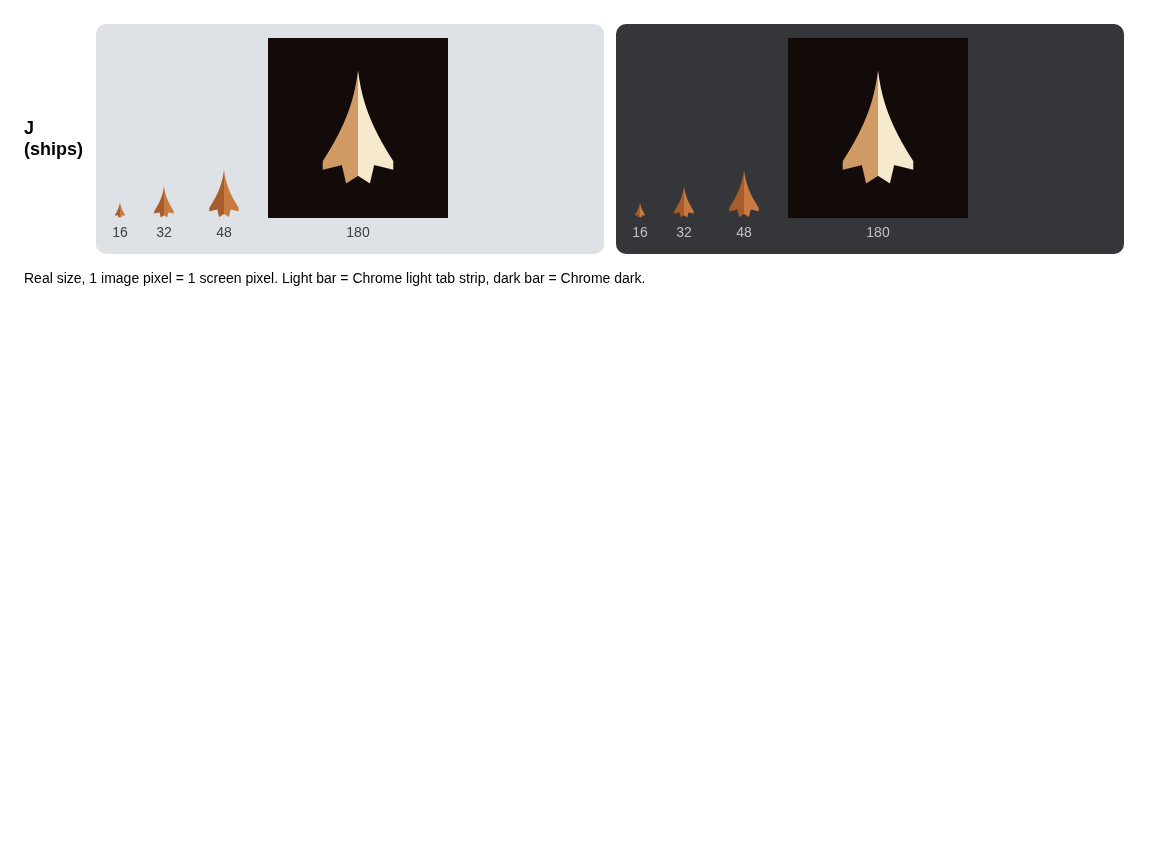 J
(ships)
16 32 48 180
16 32 48 180
Real size, 1 image pixel = 1 screen pixel. Light bar = Chrome light tab strip, dark bar = Chrome dark.